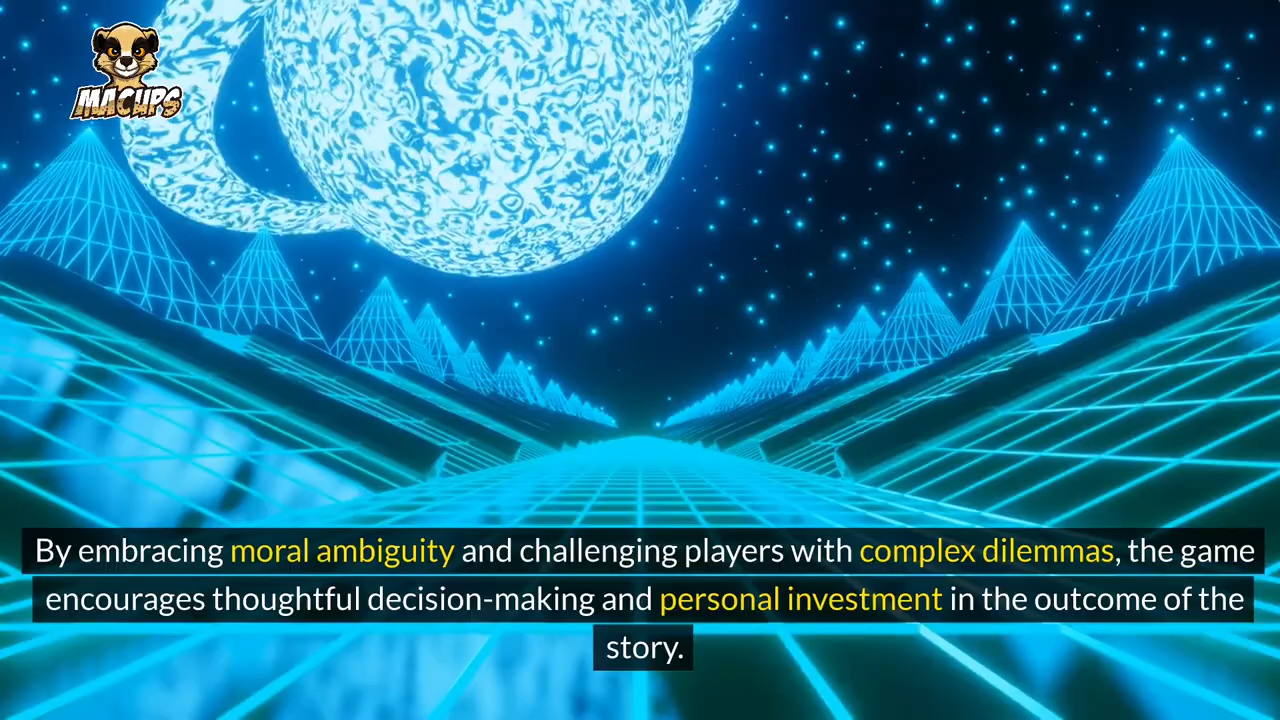 MACUPS
By embracing moral ambiguity and challenging players with complex dilemmas, the game
encourages thoughtful decision-making and personal investment in the outcome of the
story.